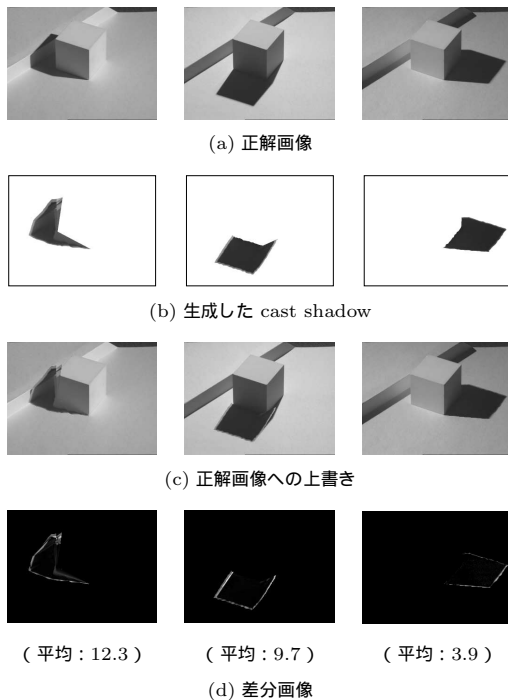 (a) 正解画像
(b) 生成した cast shadow
(c) 正解画像への上書き
( 平均 : 12.3 ) ( 平均 : 9.7 ) ( 平均 : 3.9 )
(d) 差分画像